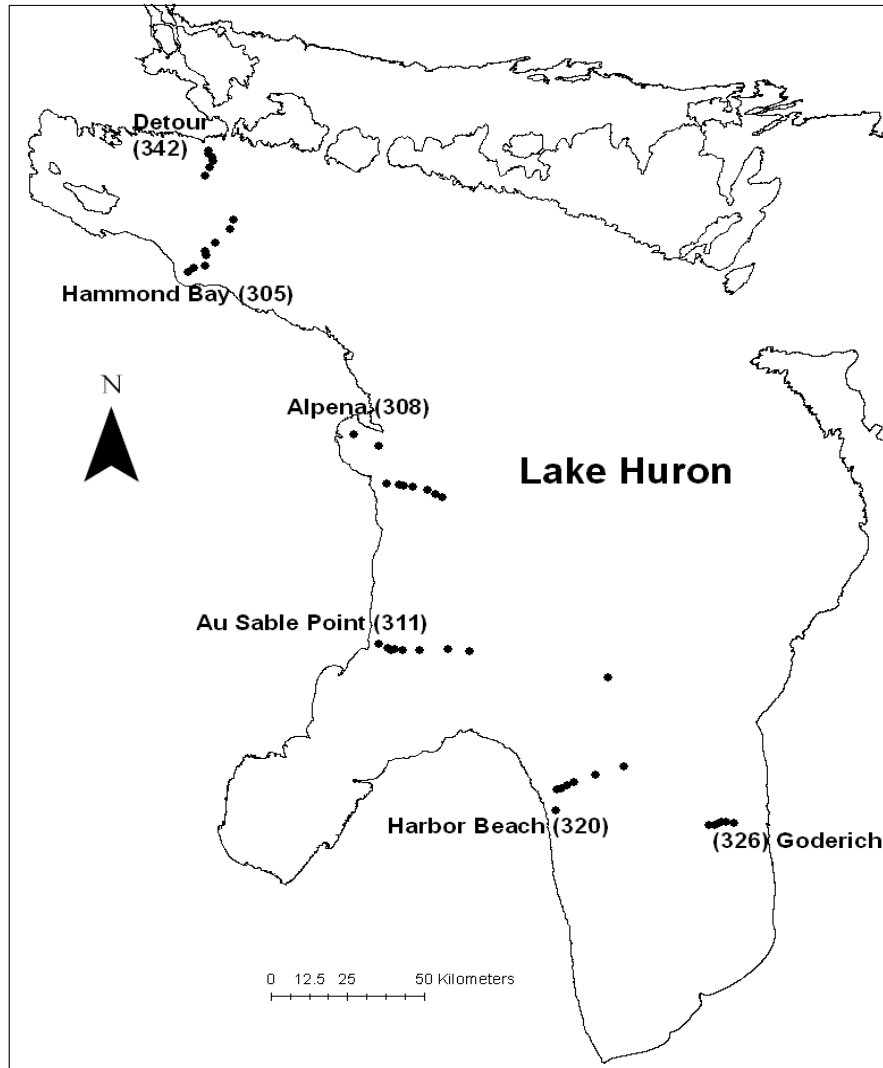 Detour
(342)
Hammond Bay (305)
N
Alpena (308)
Lake Huron
Au Sable Point (311)
Harbor Beach (320)
(326) Goderich
0 12.5 25 50 Kilometers